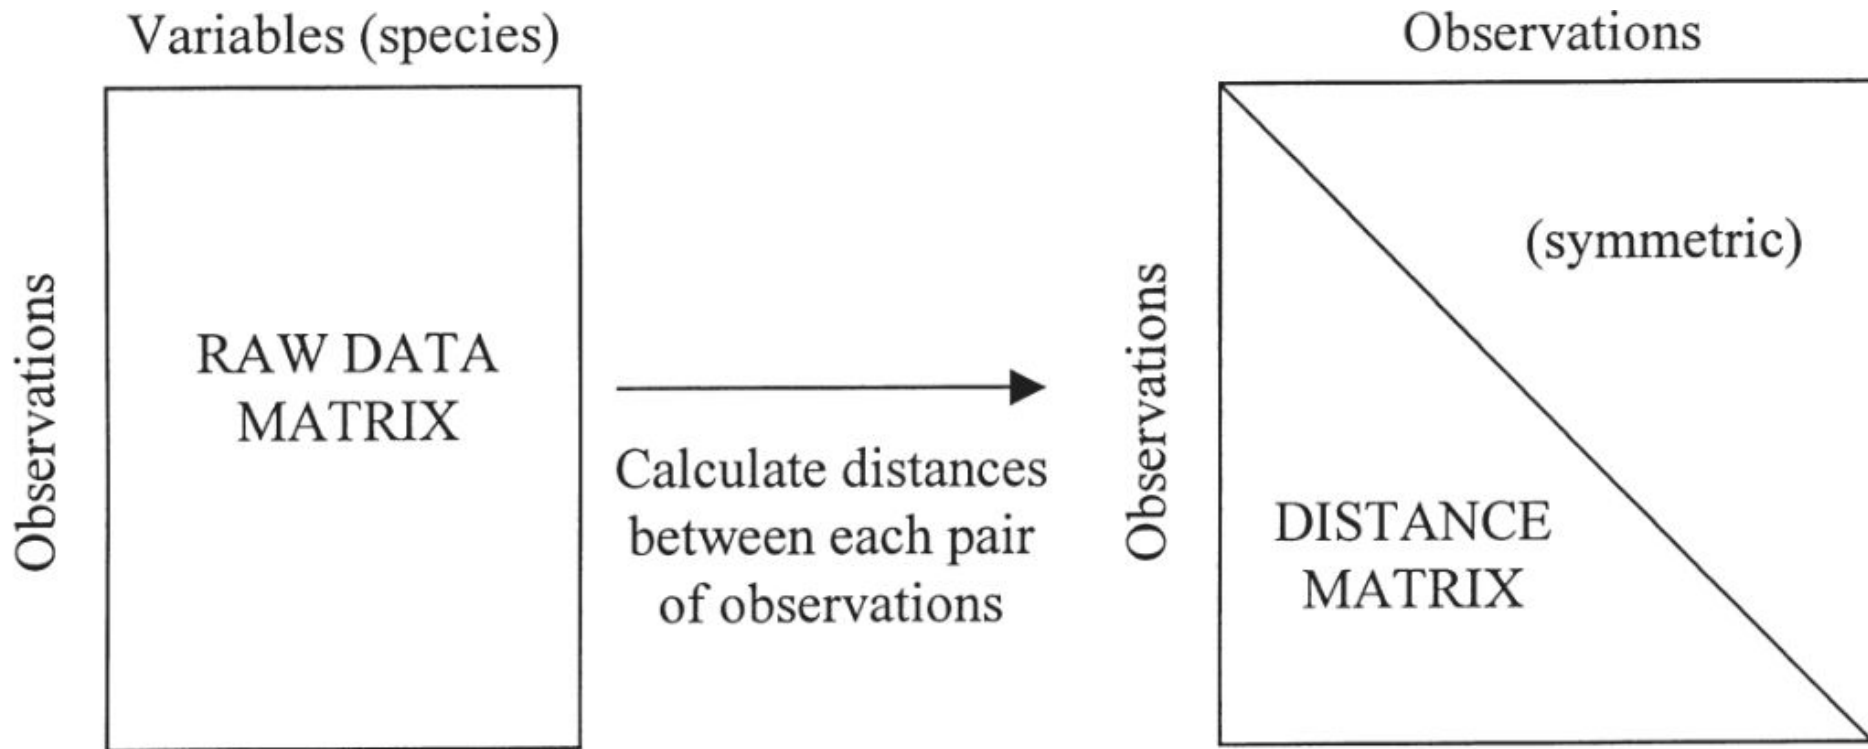 Variables (species)
Observations
RAW DATA
MATRIX
Calculate distances
between each pair
of observations
Observations
Observations
(symmetric)
DISTANCE
MATRIX